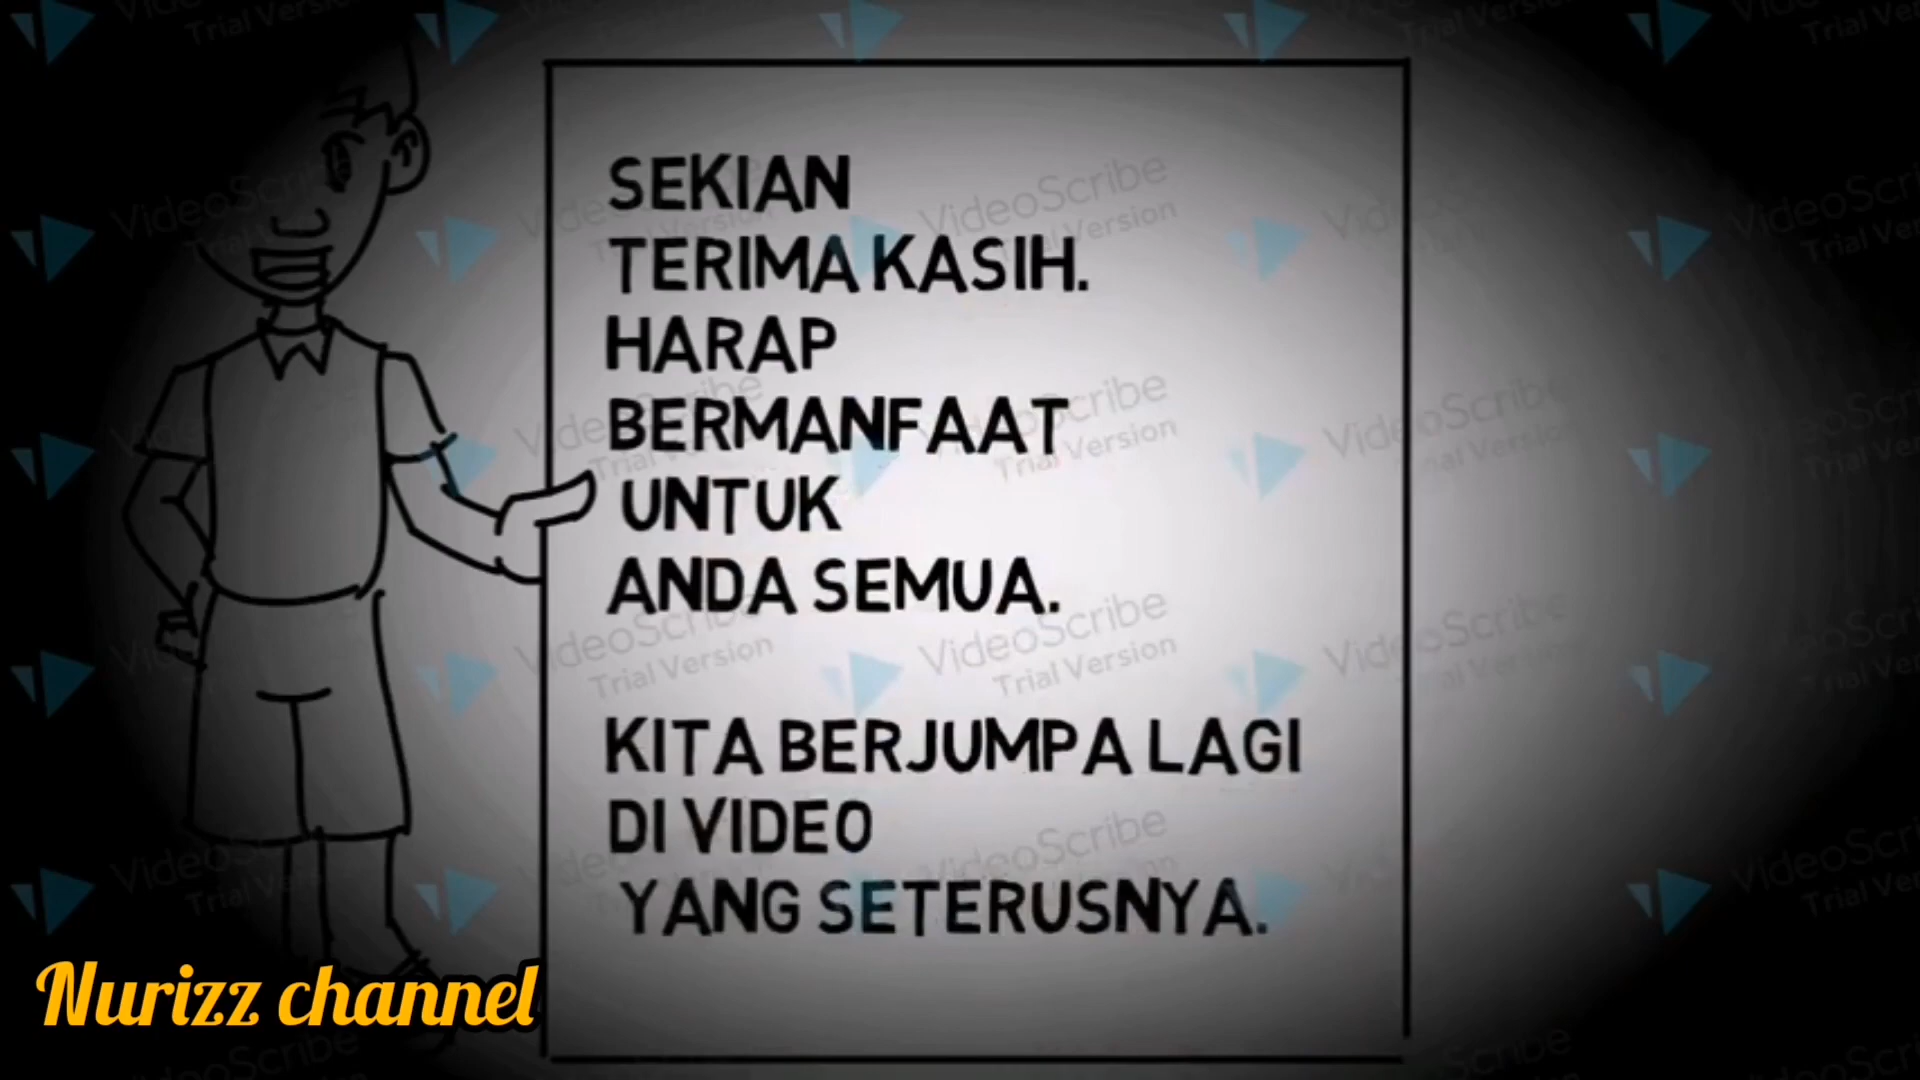 SEKIAN
TERIMA KASIH.
HARAP
BERMANFAAT
UNTUK
ANDA SEMUA.
KITA BERJUMPA LAGI
DI VIDEO
YANG SETERUSNYA.
Nurizz channel
VideoScribe
Trial Version